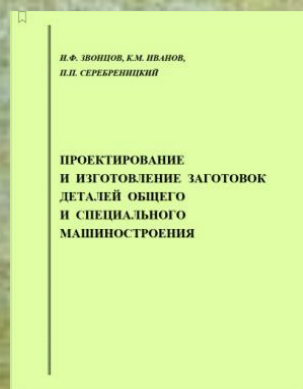 И.Ф. ЗВОНЦОВ, К.М. ИВАНОВ,
П.П. СЕРЕБРЕНИЦКИЙ
ПРОЕКТИРОВАНИЕ
И ИЗГОТОВЛЕНИЕ ЗАГОТОВОК
ДЕТАЛЕЙ ОБЩЕГО
И СПЕЦИАЛЬНОГО
МАШИНОСТРОЕНИЯ